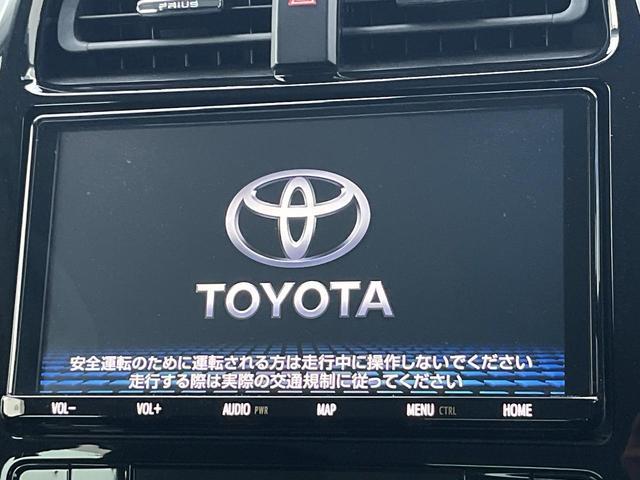 PRIUS
TOYOTA
安全運転のために運転される方は走行中に操作しないでください
走行する際は実際の交通規制に従ってください
VOL− VOL+ AUDIO PWR MAP MENU CTRL HOME